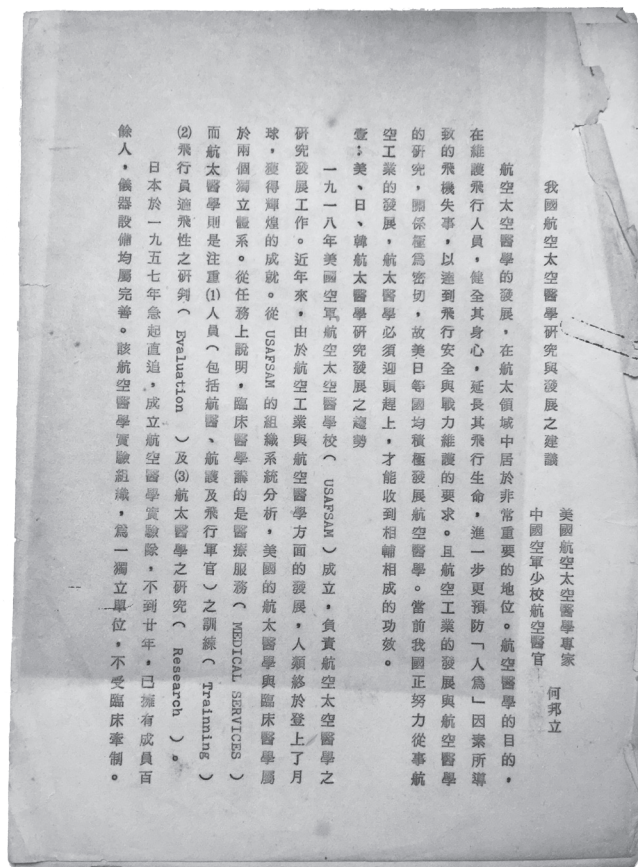 我國航空太空醫學研究與發展之建議
美國航空太空醫學專家
中國空軍少校航空醫官
何邦立
航空太空醫學的發展，在航太領域中居於非常重要的地位。航空醫學的目的，
在維護飛行人員，健全其身心，延長其飛行生命，進一步更預防「人為」因素所導
致的飛機失事，以達到飛行安全與戰力維護的要求。且航空工業的發展與航空醫學
的研究，關係極為密切，故美日等國均積極發展航空醫學。當前我國正努力從事航
空工業的發展，航太醫學必須迎頭趕上，才能收到相輔相成的功效。
壹：美、日、韓航太醫學研究發展之趨勢
一九一八年美國空軍航空太空醫學校（ USAFSAM ）成立，負責航空太空醫學之
研究發展工作。近年來，由於航空工業與航空醫學方面的發展，人類終於登上了月
球，獲得輝煌的成就。從 USAFSAM 的組織系統分析，美國的航太醫學與臨床醫學屬
於兩個獨立體系。從任務上說明，臨床醫學講的是醫療服務（ MEDICAL SERVICES ）
而航太醫學則是注重⑴人員（包括航醫、航護及飛行軍官）之訓練（ Trainning ）
⑵飛行員適飛性之研判（ Evaluation ）及⑶航太醫學之研究（ Research ）。
日本於一九五七年急起直追，成立航空醫學實驗隊，不到廿年，已擁有成員百
餘人，儀器設備均屬完善。該航空醫學實驗組織，為一獨立單位，不受臨床牽制。